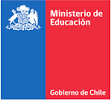 Ministerio de
Educación
Gobierno de Chile